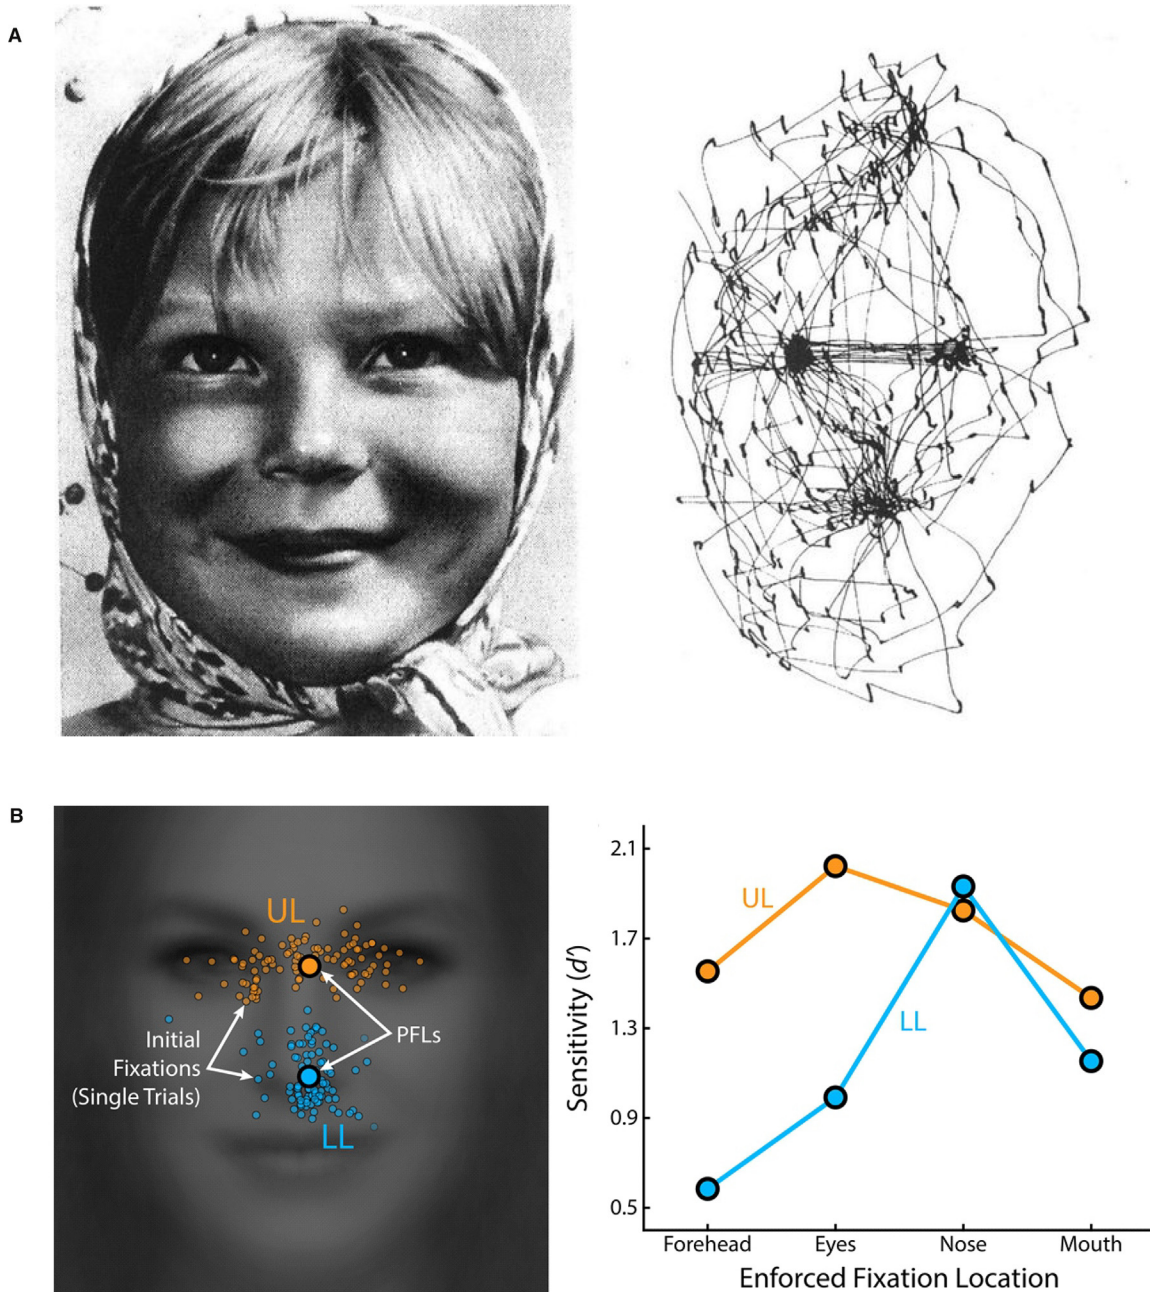 A
B
UL
Initial
Fixations
(Single Trials)
PFLs
LL
Sensitivity (d′)
2.1
1.7
1.3
0.9
0.5
UL
LL
Forehead
Eyes
Nose
Mouth
Enforced Fixation Location